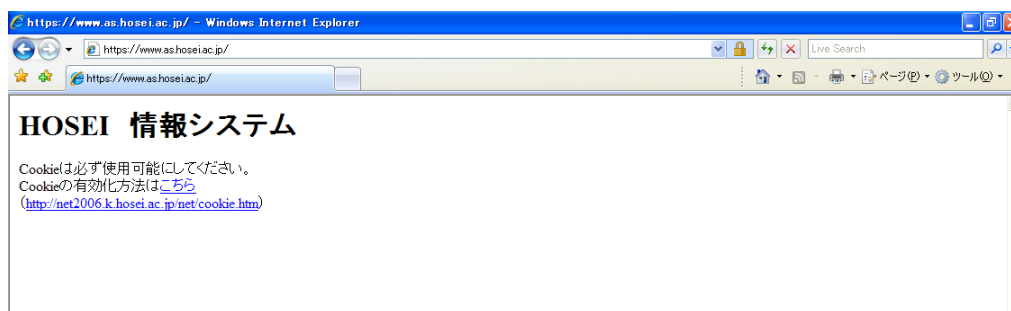 https://www.as.hosei.ac.jp/ - Windows Internet Explorer
https://www.as.hosei.ac.jp/
Live Search
https://www.as.hosei.ac.jp/
ページ(P)
ツール(O)
HOSEI 情報システム
Cookieは必ず使用可能にしてください。
Cookieの有効化方法はこちら
(http://net2006.k.hosei.ac.jp/net/cookie.htm)